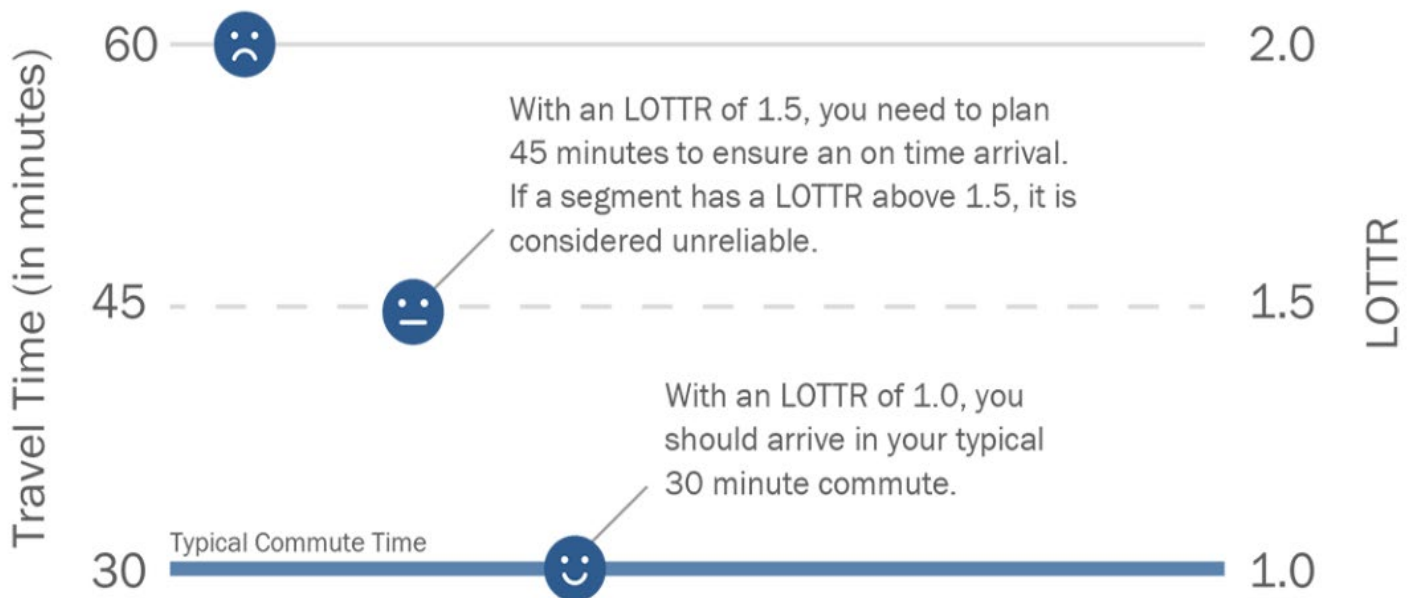 Travel Time (in minutes)
60
2.0
With an LOTTR of 1.5, you need to plan
45 minutes to ensure an on time arrival.
If a segment has a LOTTR above 1.5, it is
considered unreliable.
45
1.5
LOTTR
With an LOTTR of 1.0, you
should arrive in your typical
30 minute commute.
Typical Commute Time
30
1.0